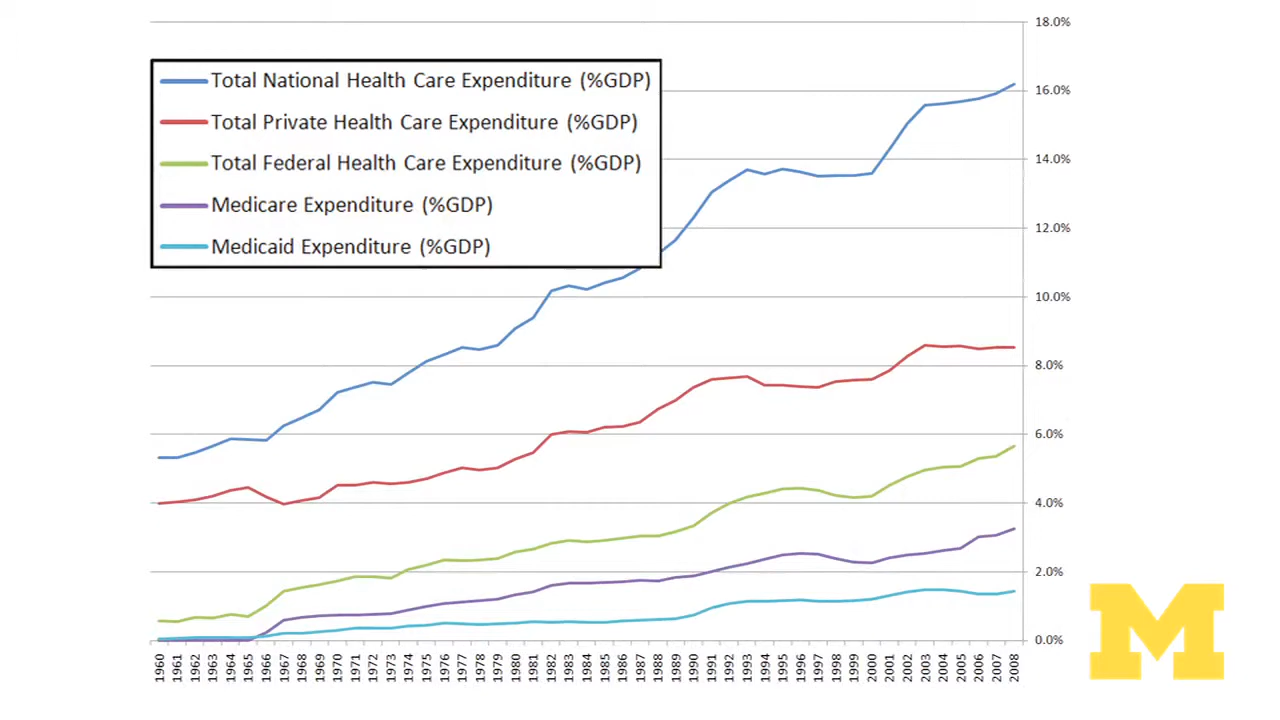 18.0%
Total National Health Care Expenditure (%GDP)
16.0%
Total Private Health Care Expenditure (%GDP)
Total Federal Health Care Expenditure (%GDP)
14.0%
Medicare Expenditure (%GDP)
12.0%
Medicaid Expenditure (%GDP)
10.0%
8.0%
6.0%
4.0%
2.0%
0.0%
1960 1961 1962 1963 1964 1965 1966 1967 1968 1969 1970 1971 1972 1973 1974 1975 1976 1977 1978 1979 1980 1981 1982 1983 1984 1985 1986 1987 1988 1989 1990 1991 1992 1993 1994 1995 1996 1997 1998 1999 2000 2001 2002 2003 2004 2005 2006 2007 2008
M